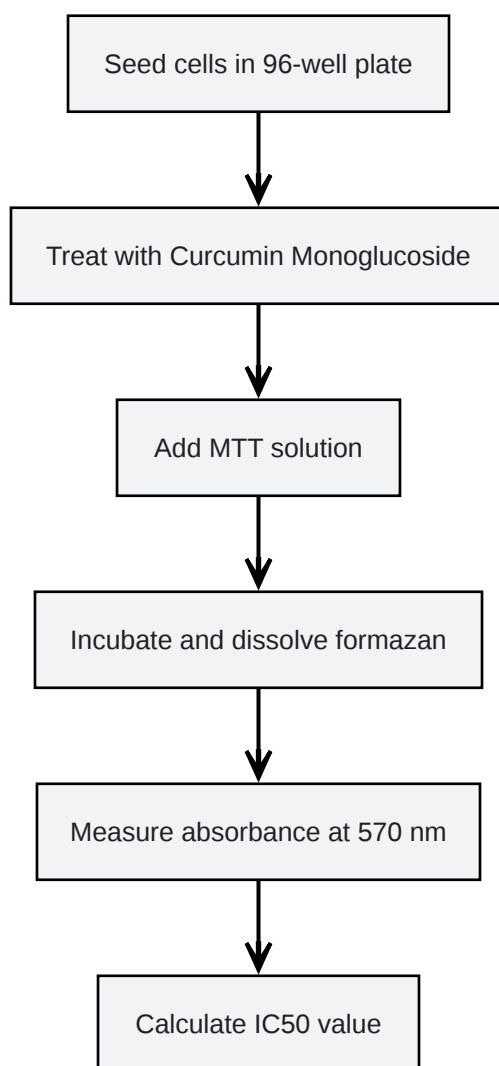 Seed cells in 96-well plate
Treat with Curcumin Monoglucoside
Add MTT solution
Incubate and dissolve formazan
Measure absorbance at 570 nm
Calculate IC50 value